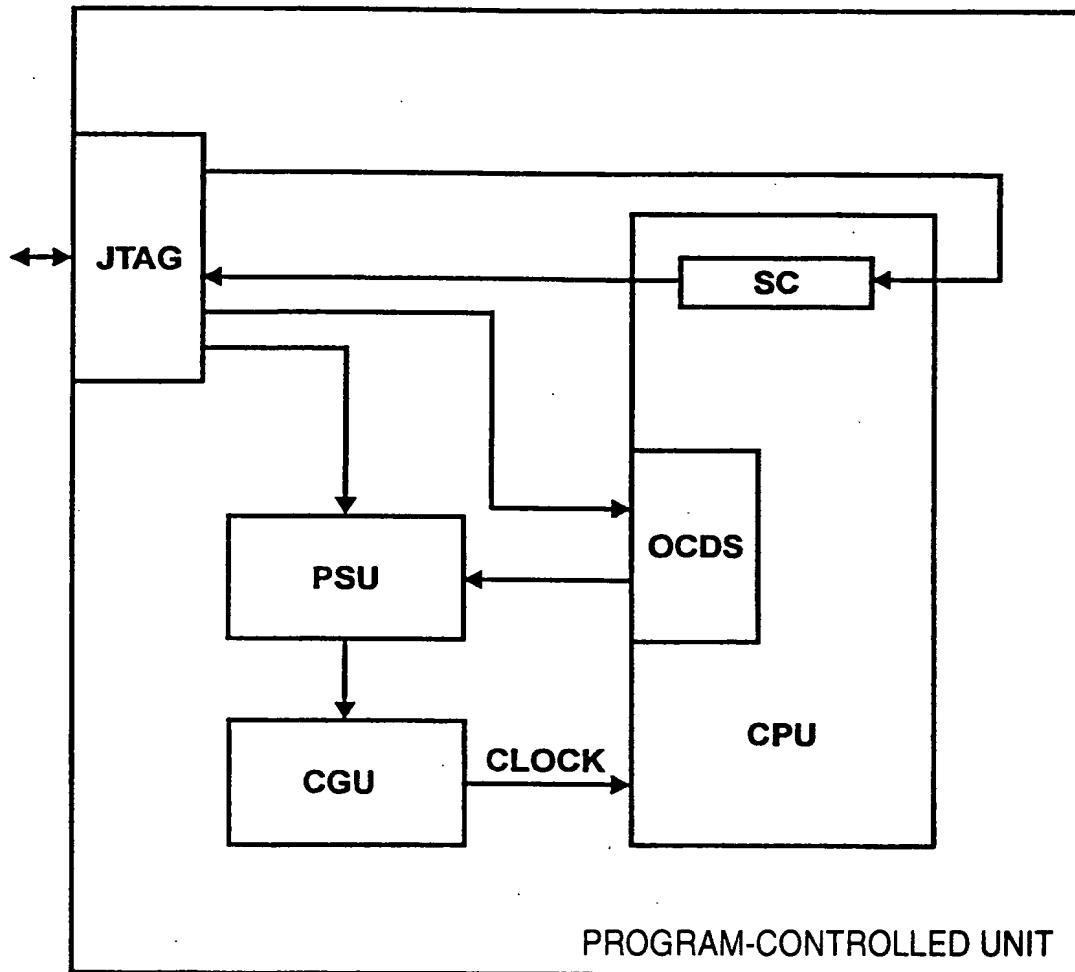 JTAG
SC
OCDS
PSU
CPU
CLOCK
CGU
PROGRAM-CONTROLLED UNIT